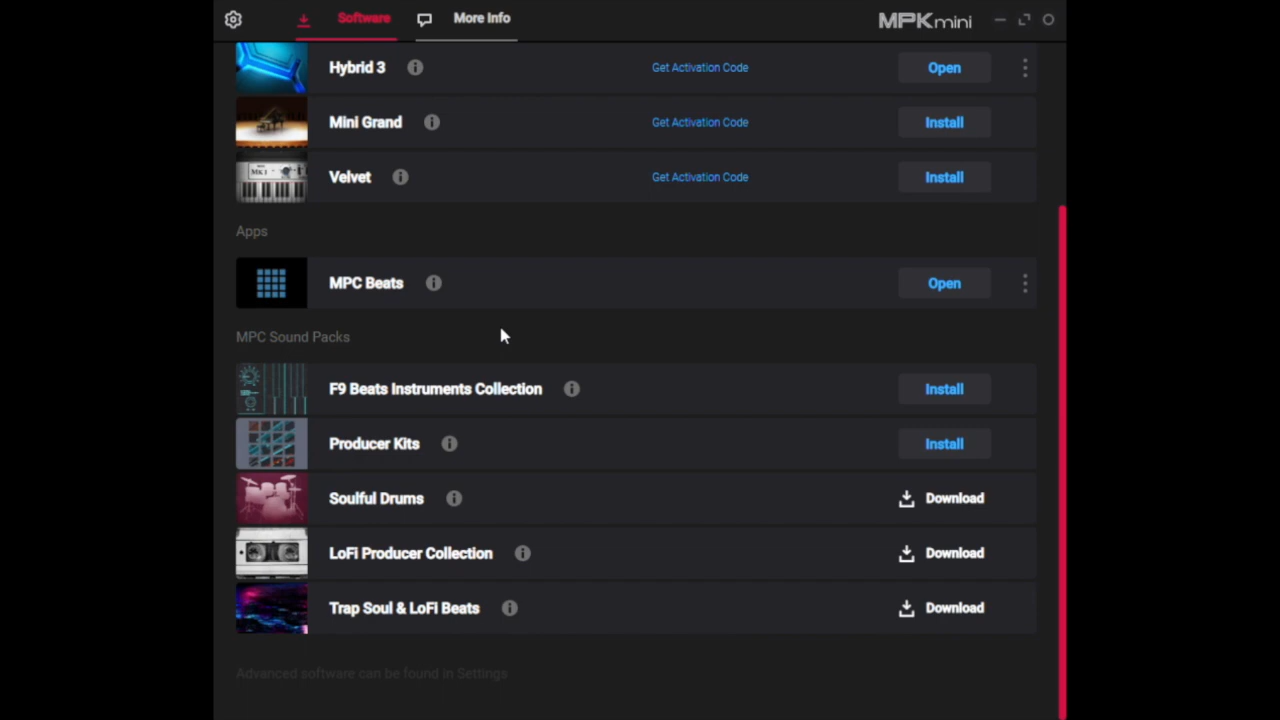 Software More Info MPKmini
Hybrid 3 Get Activation Code Open
Mini Grand Get Activation Code Install
Velvet Get Activation Code Install
Apps
MPC Beats Open
MPC Sound Packs
F9 Beats Instruments Collection Install
Producer Kits Install
Soulful Drums Download
LoFi Producer Collection Download
Trap Soul & LoFi Beats Download
Advanced software can be found in Settings